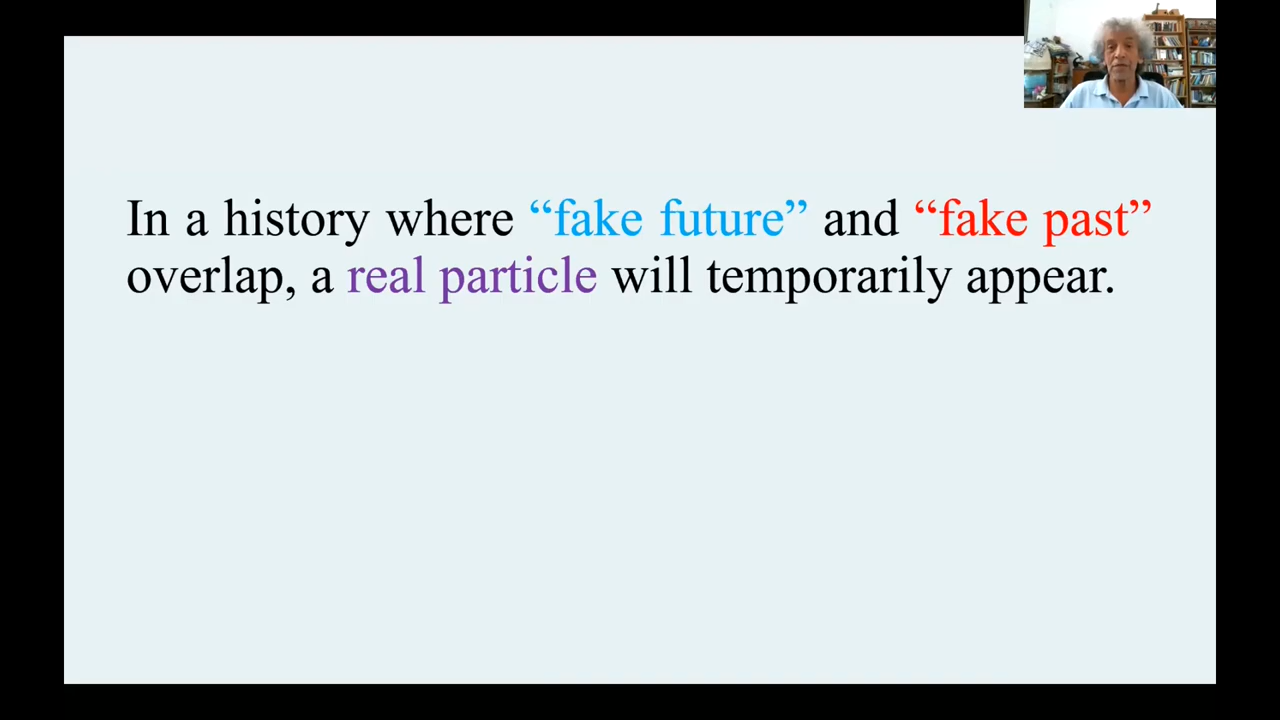 In a history where “fake future” and “fake past”
overlap, a real particle will temporarily appear.